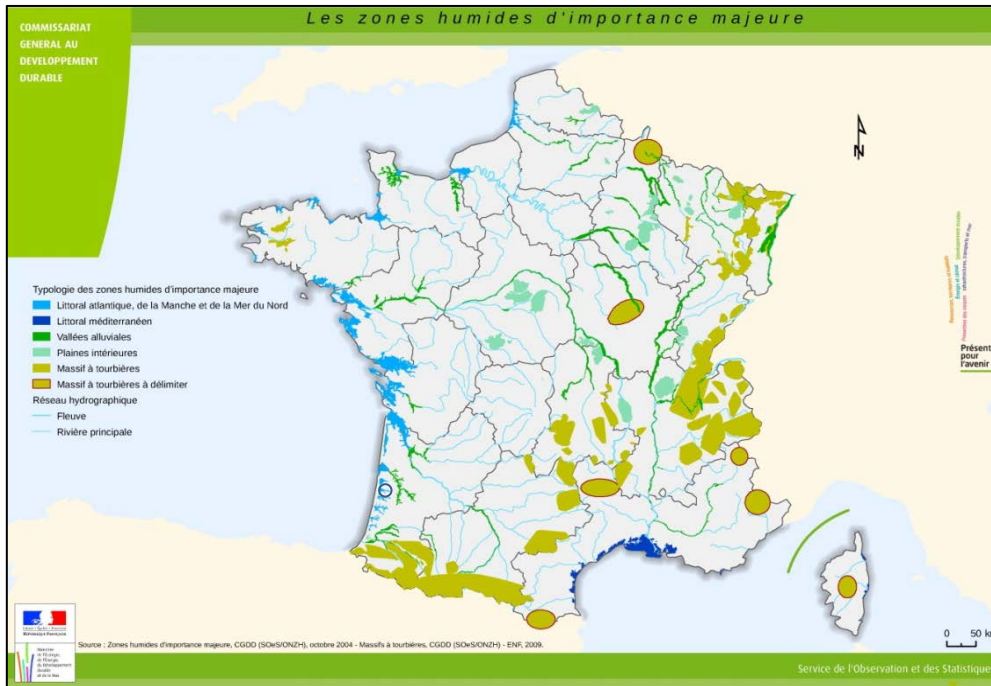 Les zones humides d'importance majeure
COMMISSARIAT
GENERAL AU
DEVELOPPEMENT
DURABLE
N
Typologie des zones humides d'importance majeure
Littoral atlantique, de la Manche et de la Mer du Nord
Littoral méditerranéen
Vallées alluviales
Plaines intérieures
Massif à tourbières
Massif à tourbières à délimiter
Réseau hydrographique
Fleuve
Rivière principale
Présent
pour
l'avenir
0 50 k
RÉPUBLIQUE FRANÇAISE
Source : Zones humides d'importance majeure, CGDD (SOeS/ONZH), octobre 2004 - Massifs à tourbières, CGDD (SOeS/ONZH) - ENF, 2009.
Service de l'Observation et des Statistique